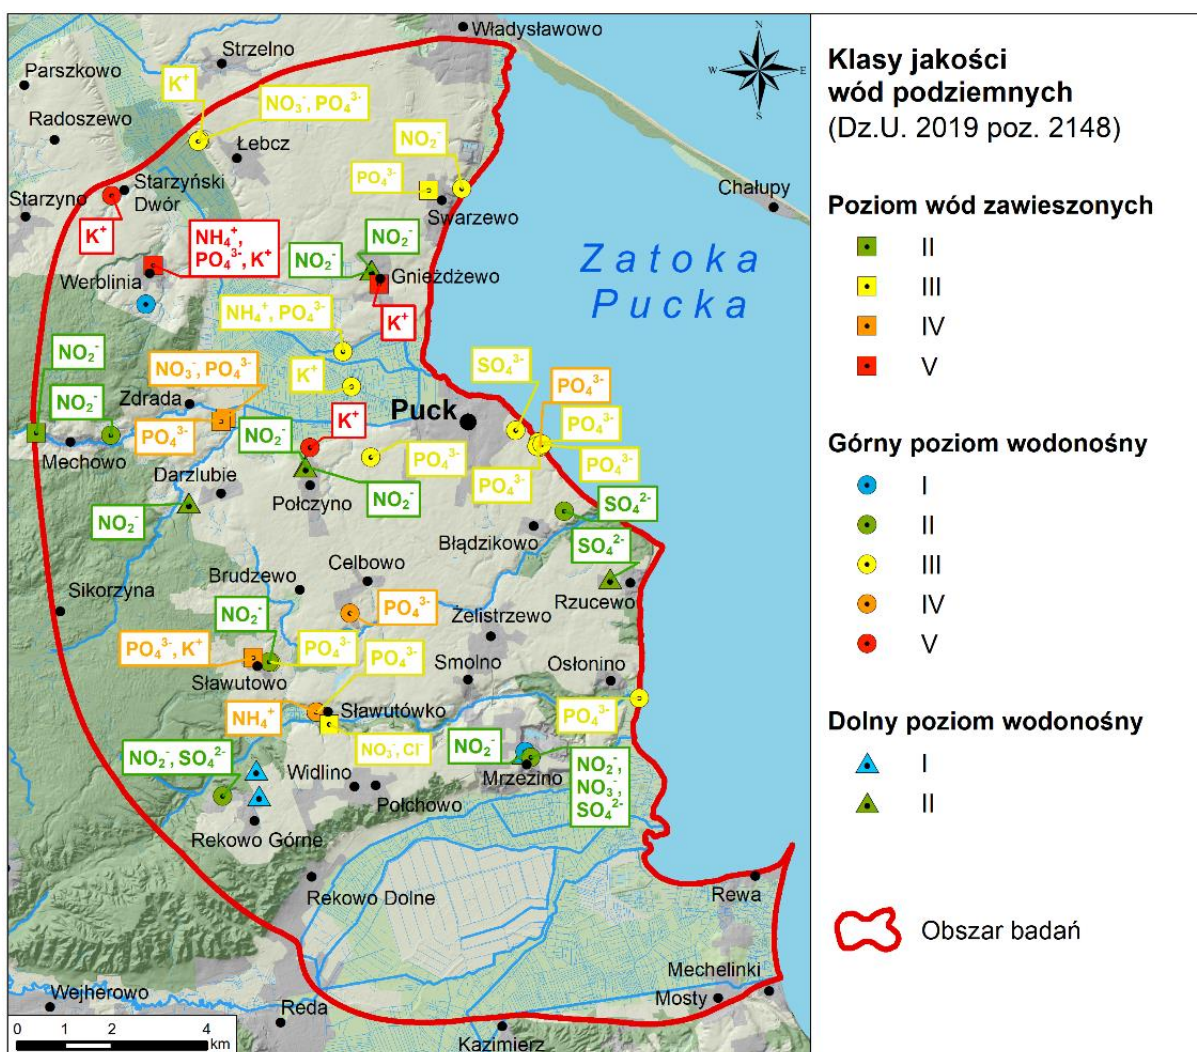 Władysławowo
Strzelno
Parszkowo
K⁺
NO₃⁻, PO₄³⁻
Radoszewo
Łebcz
NO₂⁻
PO₄³⁻
Starzyński
Dwór
Starzyno
Swarzewo
Chałupy
K⁺
NH₄⁺,
PO₄³⁻, K⁺
NO₂⁻
NO₂⁻
Werblinia
Gnieżdżewo
Zatoka
Pucka
K⁺
NH₄⁺, PO₄³⁻
NO₂⁻
NO₃⁻, PO₄³⁻
K⁺
SO₄³⁻
PO₄³⁻
NO₂⁻
Zdrada
Puck
K⁺
PO₄³⁻
PO₄³⁻
NO₂⁻
PO₄³⁻
PO₄³⁻
PO₄³⁻
Mechowo
Darzlubie
Połczyno
NO₂⁻
NO₂⁻
SO₄²⁻
Błądzikowo
SO₄²⁻
Celbowo
Brudzewo
Rzucewo
Sikorzyna
NO₂⁻
PO₄³⁻
Żelistrzewo
PO₄³⁻, K⁺
PO₄³⁻
PO₄³⁻
Smolno
Osłonino
Sławutowo
NH₄⁺
Sławutówko
PO₄³⁻
NO₃⁻, Cl⁻
NO₂⁻, SO₄²⁻
NO₂⁻
Widlino
Mrzezino
NO₂⁻,
NO₃⁻,
SO₄²⁻
Połchowo
Rekowo Górne
Rekowo Dolne
Rewa
Mechelinki
Mosty
Wejherowo
Reda
Kazimierz
0 1 2 4
km
N
W
E
S
Klasy jakości
wód podziemnych
(Dz.U. 2019 poz. 2148)
Poziom wód zawieszonych
II
III
IV
V
Górny poziom wodonośny
I
II
III
IV
V
Dolny poziom wodonośny
I
II
Obszar badań